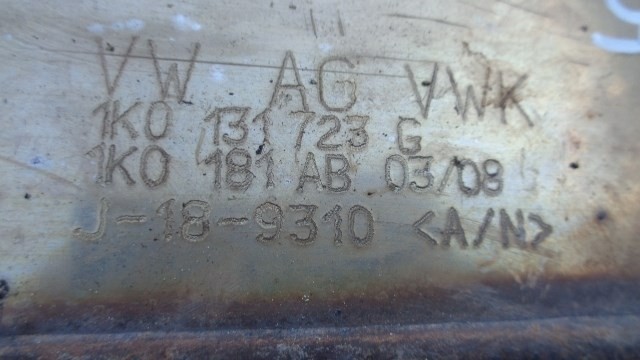 VW AG VWK
1K0 131 723 G
1K0 181 AB 03/08
J-18-9310 <A/N>